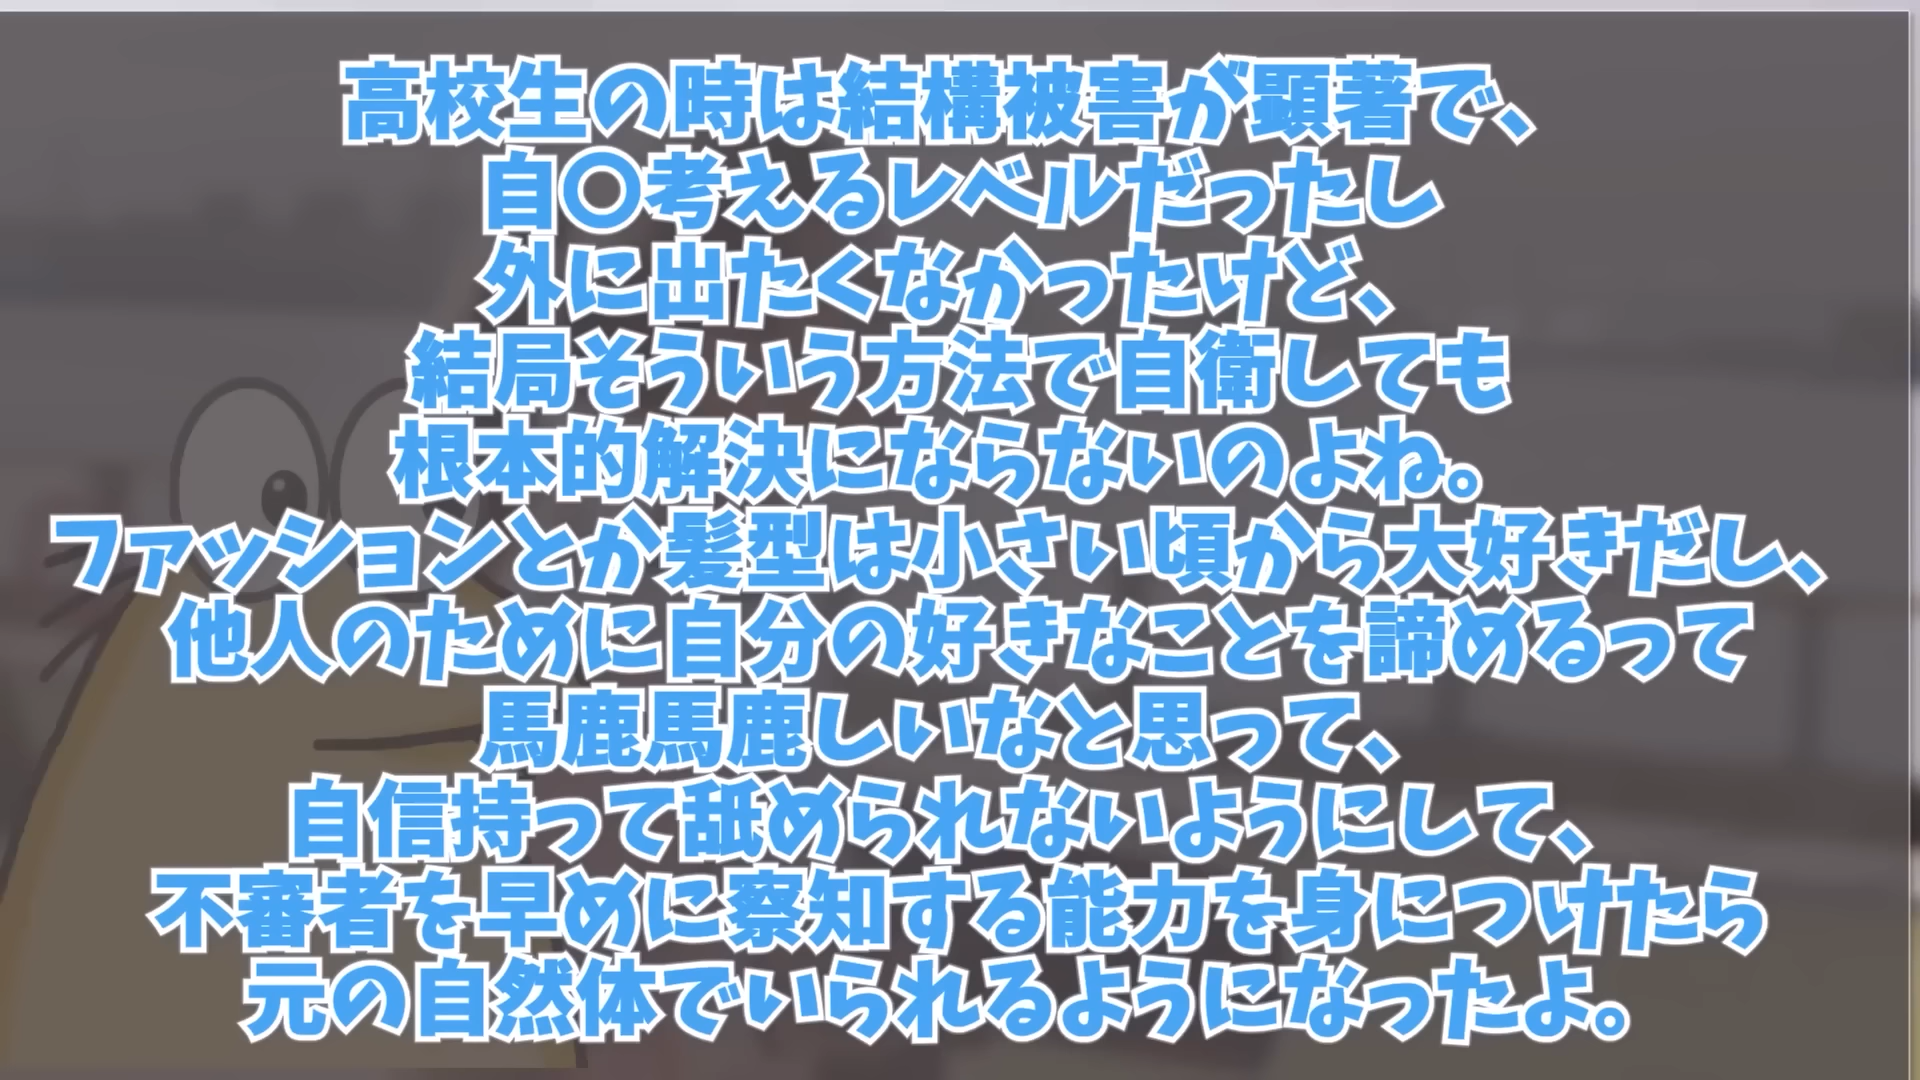 高校生の時は結構被害が顕著で、
自〇考えるレベルだったし
外に出たくなかったけど、
結局そういう方法で自衛しても
根本的解決にならないのよね。
ファッションとか髪型は小さい頃から大好きだし、
他人のために自分の好きなことを諦めるって
馬鹿馬鹿しいなと思って、
自信持って舐められないようにして、
不審者を早めに察知する能力を身につけたら
元の自然体でいられるようになったよ。